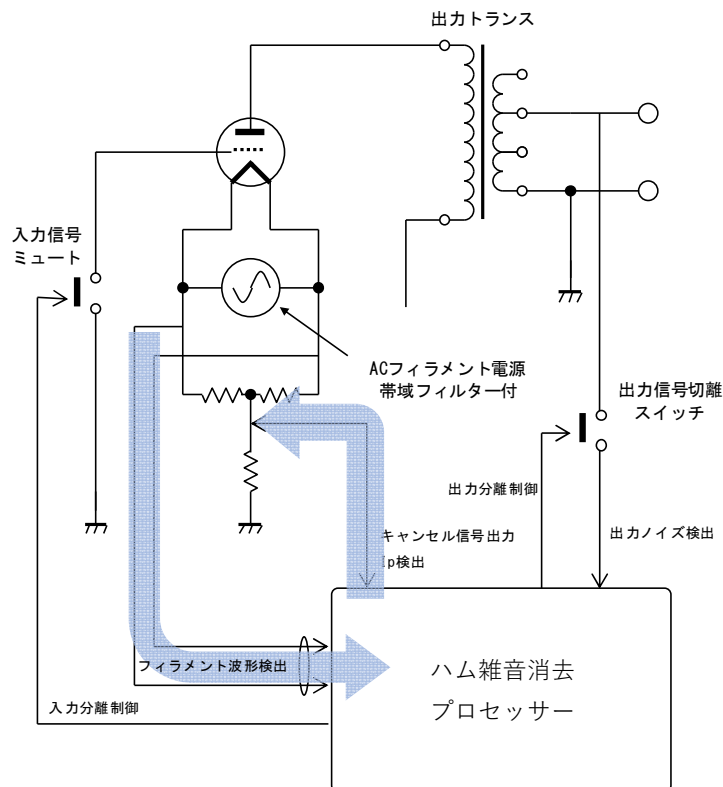 出力トランス
入力信号
ミュート
ACフィラメント電源
帯域フィルター付
出力信号切離
スイッチ
出力分離制御
キャンセル信号出力
Ip検出
出力ノイズ検出
フィラメント波形検出
入力分離制御
ハム雑音消去
プロセッサー